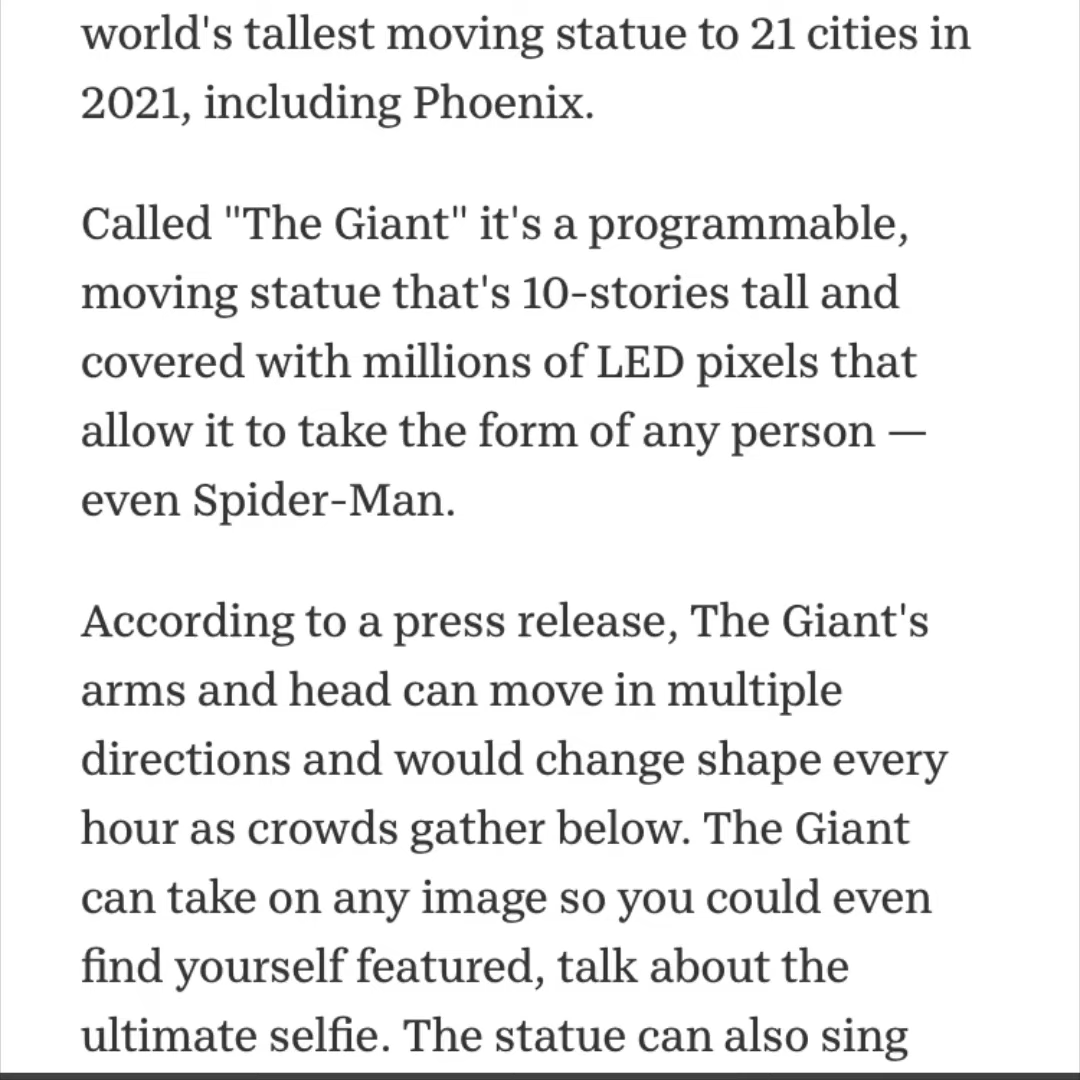 world's tallest moving statue to 21 cities in
2021, including Phoenix.
Called "The Giant" it's a programmable,
moving statue that's 10-stories tall and
covered with millions of LED pixels that
allow it to take the form of any person —
even Spider-Man.
According to a press release, The Giant's
arms and head can move in multiple
directions and would change shape every
hour as crowds gather below. The Giant
can take on any image so you could even
find yourself featured, talk about the
ultimate selfie. The statue can also sing